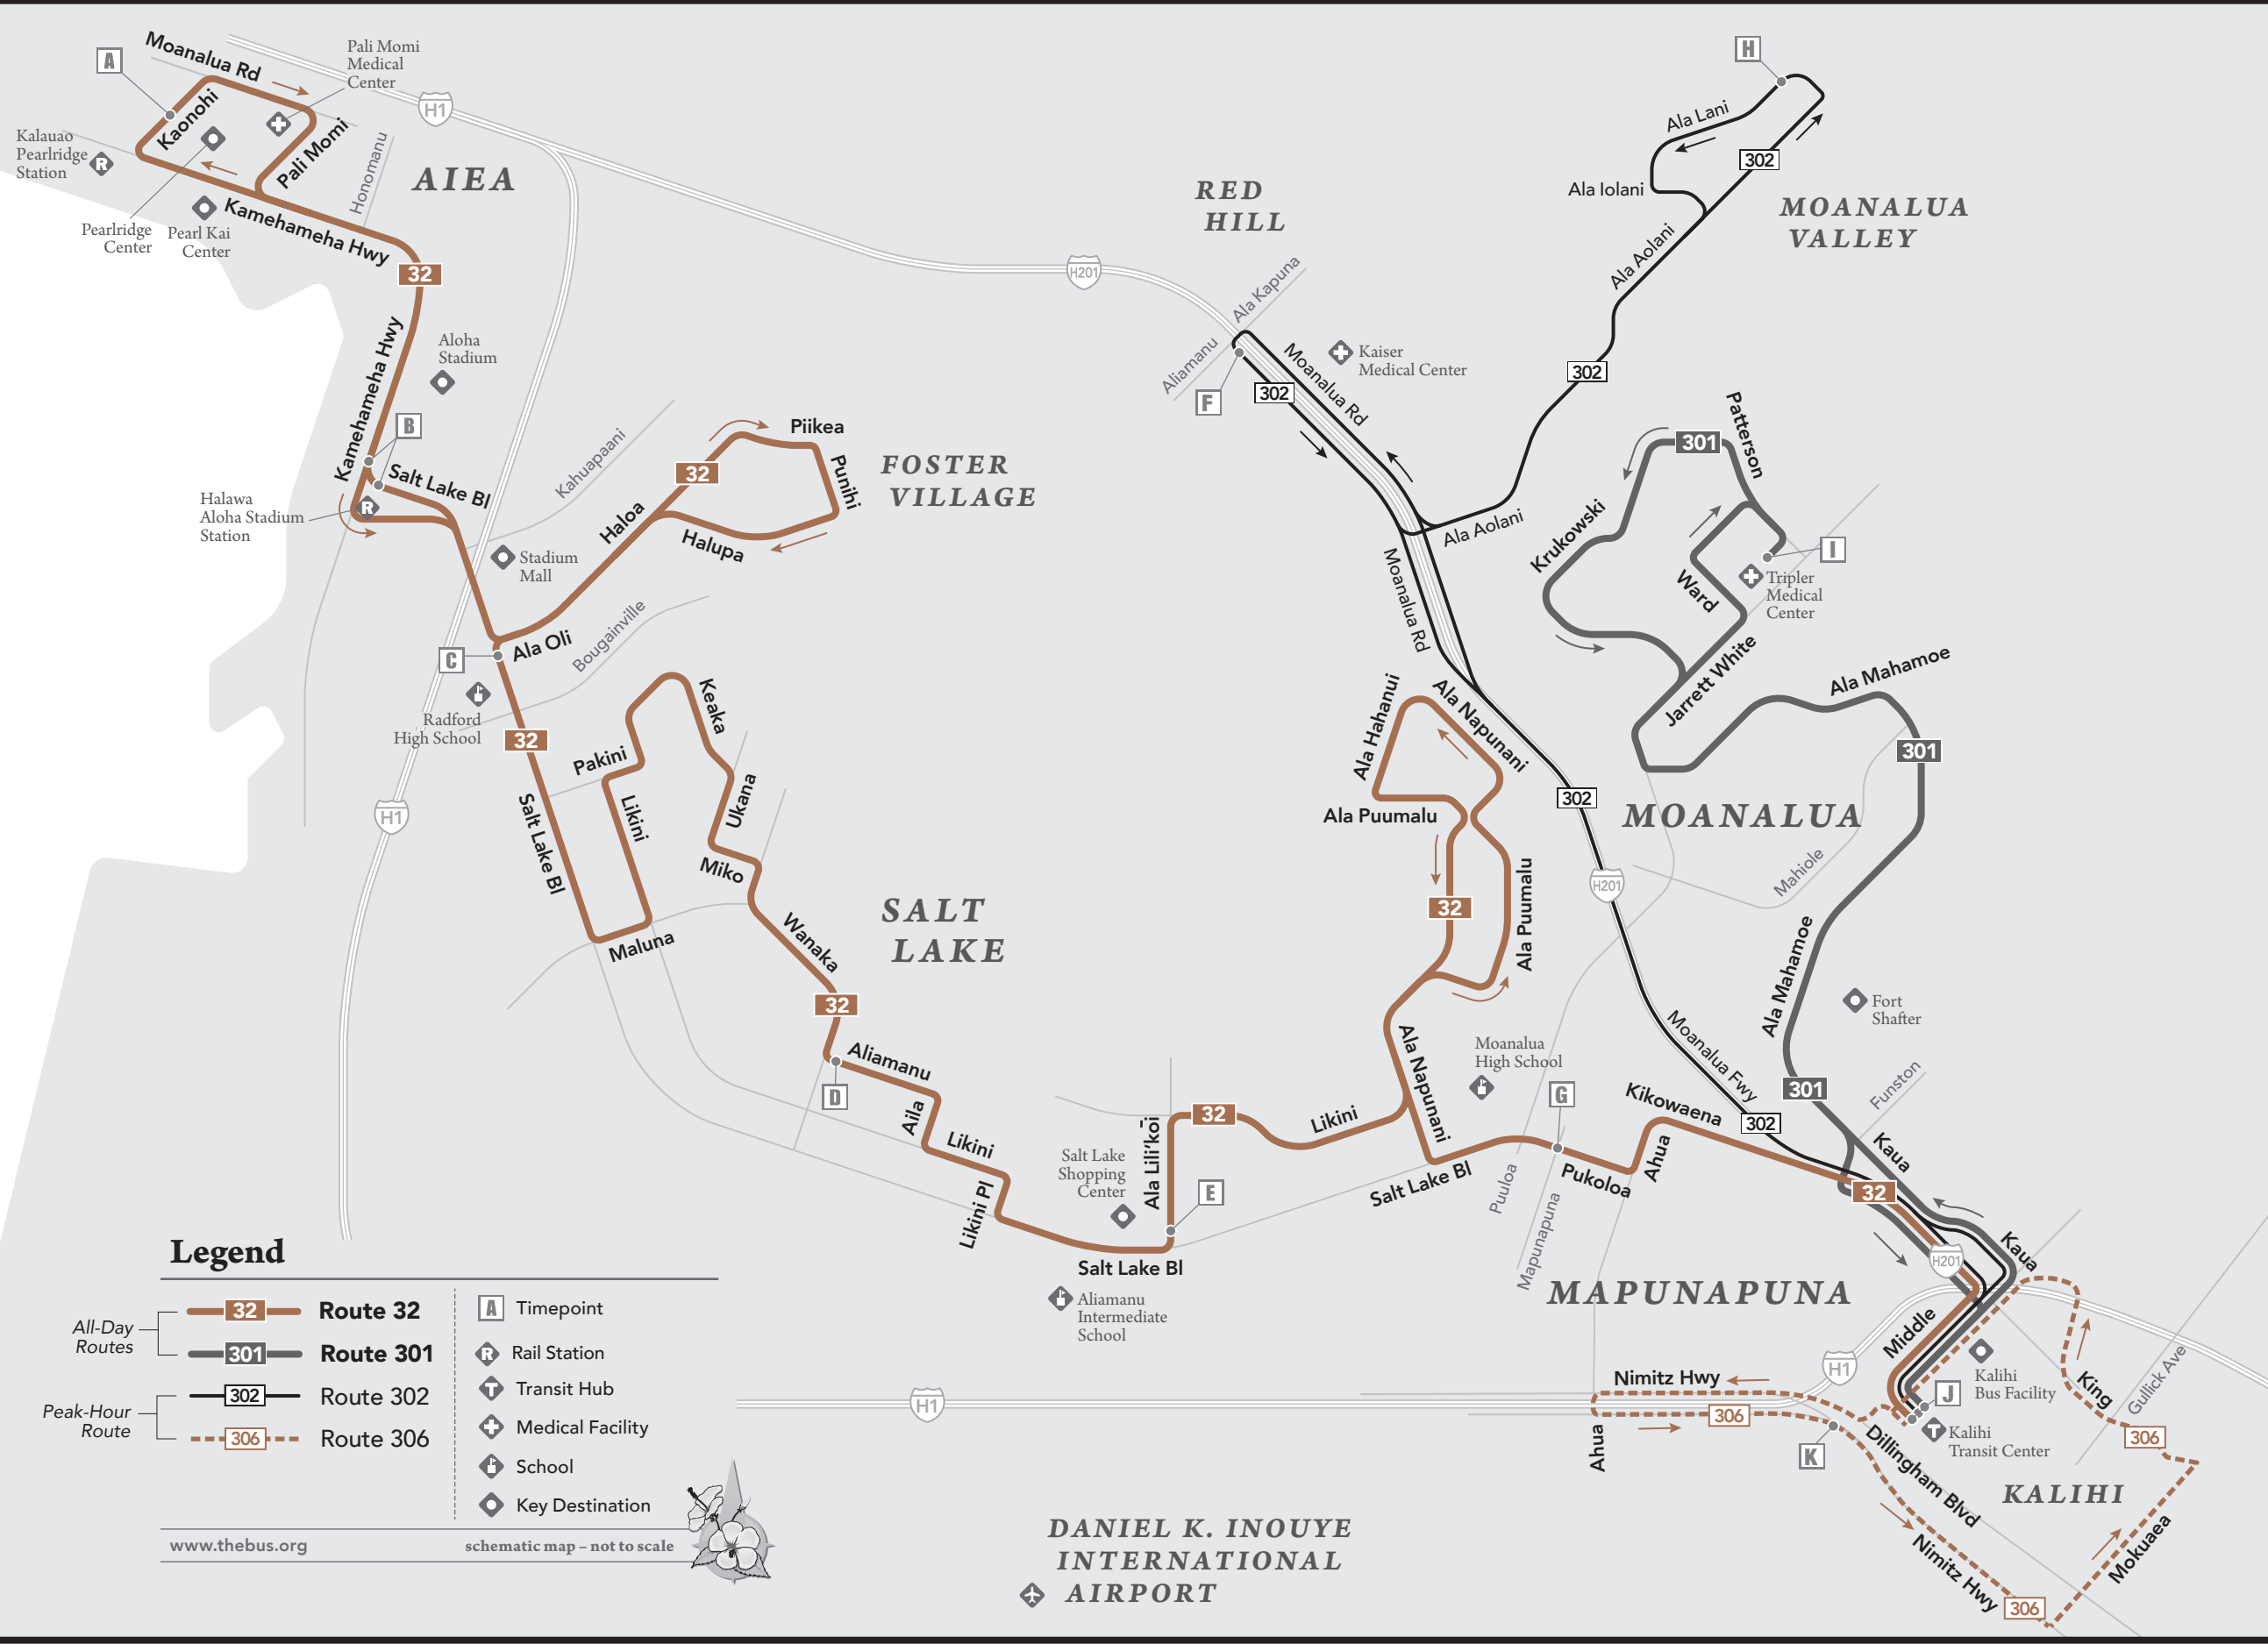 Moanalua Rd
A
Pali Momi
Medical
Center
H
H1
Kaonohi
Kalauao
Pearlridge
Station
R
Pali Momi
Honomanu
AIEA
Pearlridge
Center
Pearl Kai
Center
Kamehameha Hwy
32
RED
HILL
H201
Ala Kapuna
Aliamanu
F
302
Moanalua Rd
Kaiser
Medical Center
Ala Lani
302
Ala Iolani
MOANALUA
VALLEY
Ala Aolani
302
Aloha
Stadium
Kamehameha Hwy
B
Salt Lake Bl
Halawa
Aloha Stadium
Station
R
Kahuapaani
Stadium
Mall
Piikea
32
Punihi
Haloa
Halupa
FOSTER
VILLAGE
Ala Aolani
Moanalua Rd
Patterson
301
Krukowski
I
Ward
Tripler
Medical
Center
Jarrett White
Ala Mahamoe
301
C
Ala Oli
Bougainville
Radford
High School
32
Keaka
Pakini
Likini
Ukana
Salt Lake Bl
Miko
Maluna
Wanaka
32
SALT
LAKE
H1
Ala Hahanui
Ala Napunani
Ala Puumalu
302
MOANALUA
H201
Mahiole
32
Ala Puumalu
Ala Mahamoe
Fort
Shafter
Aliamanu
D
Aila
Likini
Likini Pl
Salt Lake
Shopping
Center
Ala Lili'kōi
E
32
Likini
Ala Napunani
Moanalua
High School
G
Kikowaena
Moanalua Fwy
302
301
Funston
Kaua
Salt Lake Bl
Puuloa
Mapunapuna
Pukoloa
Ahua
32
Salt Lake Bl
Aliamanu
Intermediate
School
Kaua
H201
MAPUNAPUNA
Middle
H1
Kalihi
Bus Facility
J
Kalihi
Transit Center
T
King
Gullick Ave
306
Nimitz Hwy
306
Ahua
H1
K
Dillingham Blvd
KALIHI
Nimitz Hwy
Mokuaea
306
DANIEL K. INOUYE
INTERNATIONAL
AIRPORT
Legend
All-Day
Routes
32
Route 32
301
Route 301
Peak-Hour
Route
302
Route 302
306
Route 306
A
Timepoint
R
Rail Station
T
Transit Hub
Medical Facility
School
Key Destination
www.thebus.org
schematic map – not to scale